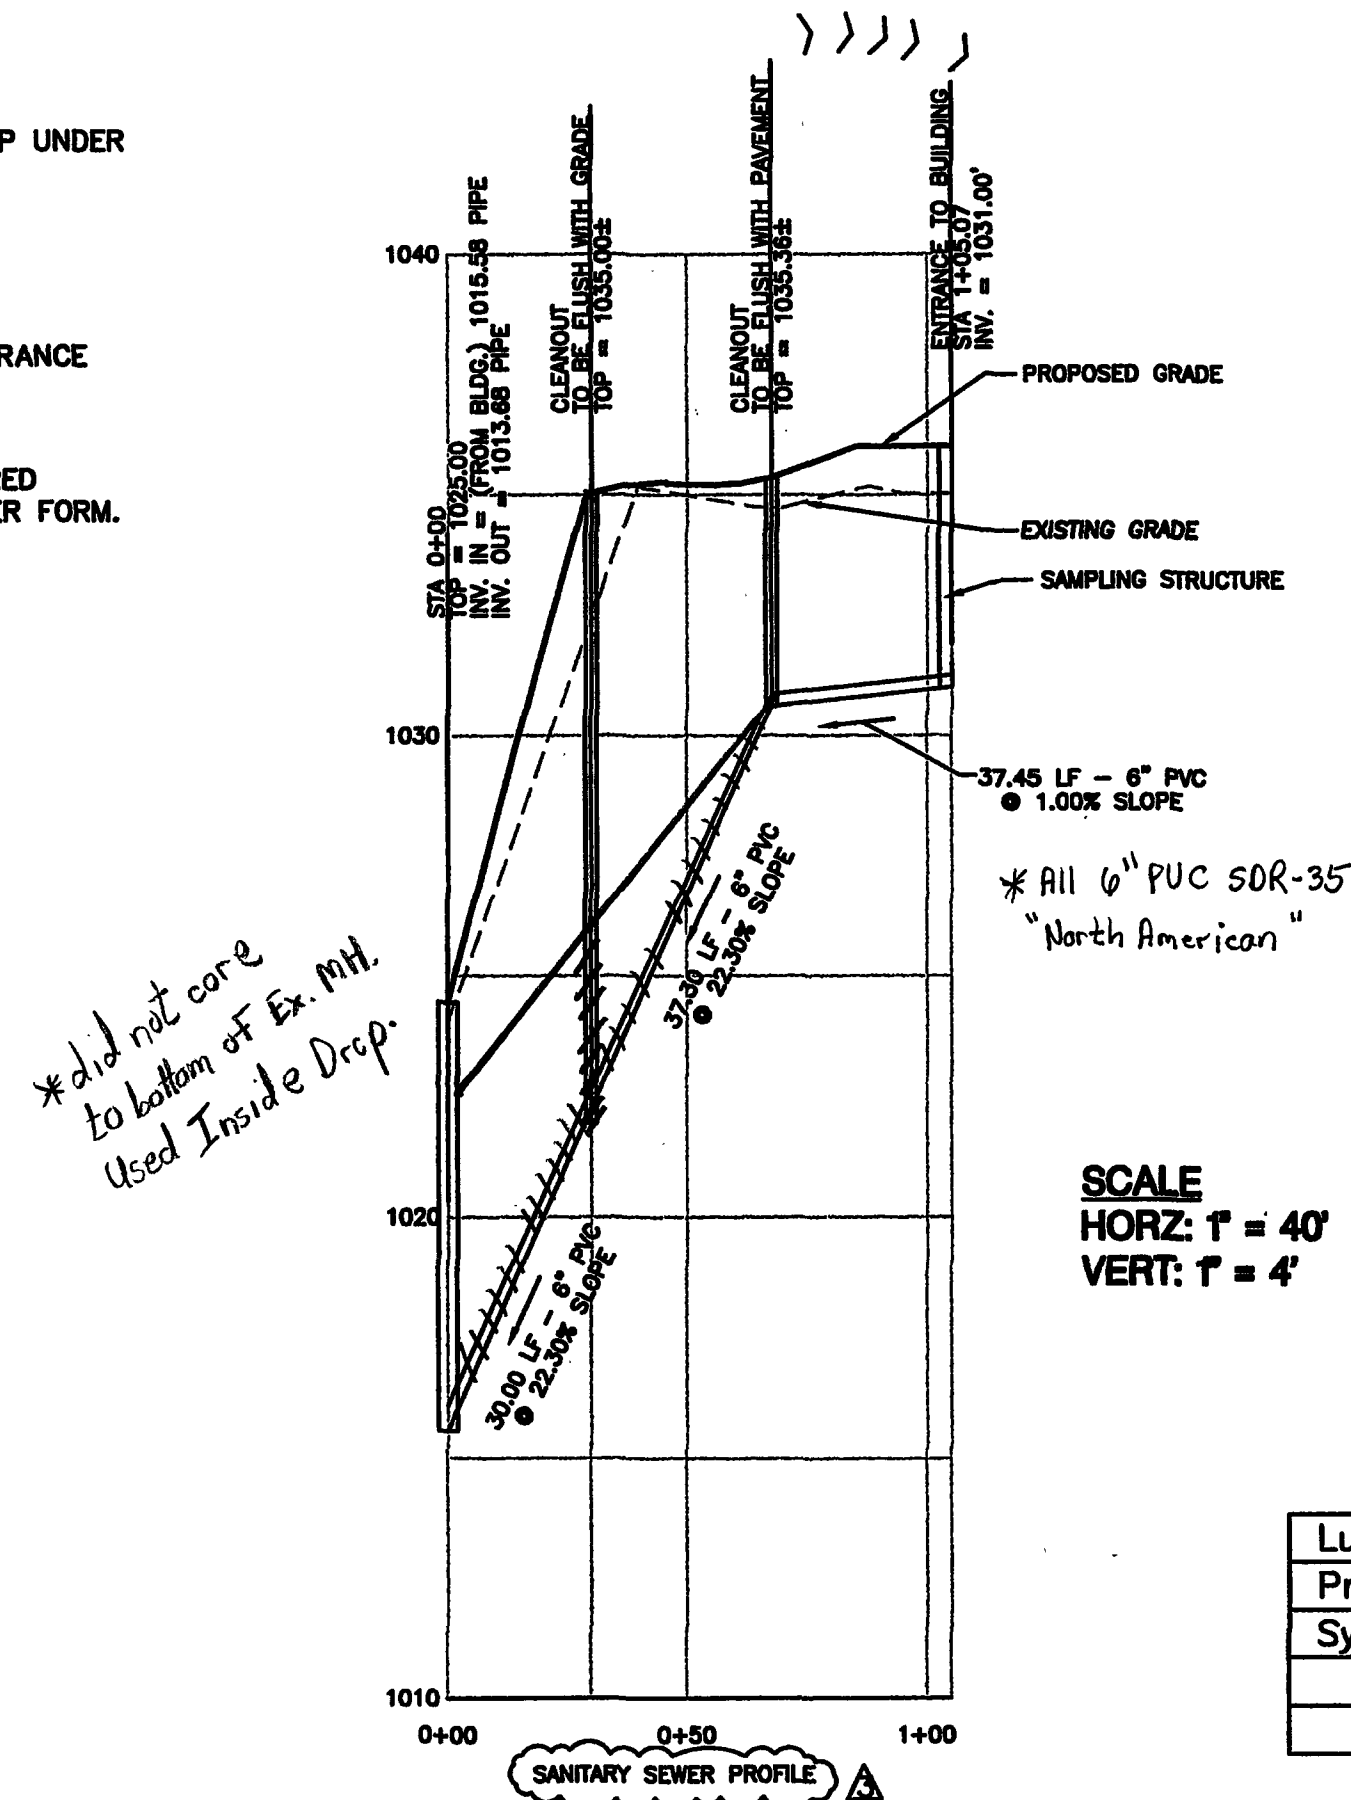 P UNDER
RANCE
ER FORM.
1040
1030
1020
1010
0+00
0+50
1+00
STA 0+00
TOP = 1025.00
INV. IN = (FROM BLDG.) 1015.58 PIPE
INV. OUT = 1013.68 PIPE
CLEANOUT
TO BE FLUSH WITH GRADE
TOP = 1035.00±
CLEANOUT
TO BE FLUSH WITH PAVEMENT
TOP = 1035.36±
ENTRANCE TO BUILDING
STA 1+05.07
INV. = 1031.00'
PROPOSED GRADE
EXISTING GRADE
SAMPLING STRUCTURE
37.45 LF - 6" PVC
@ 1.00% SLOPE
* All 6" PVC SDR-35
"North American"
37.30 LF - 6" PVC
@ 22.30% SLOPE
*did not core
to bottom of Ex. MH.
Used Inside Drop.
30.00 LF - 6" PVC
@ 22.30% SLOPE
SCALE
HORZ: 1" = 40'
VERT: 1" = 4'
Lu
Pr
Sy
SANITARY SEWER PROFILE
3